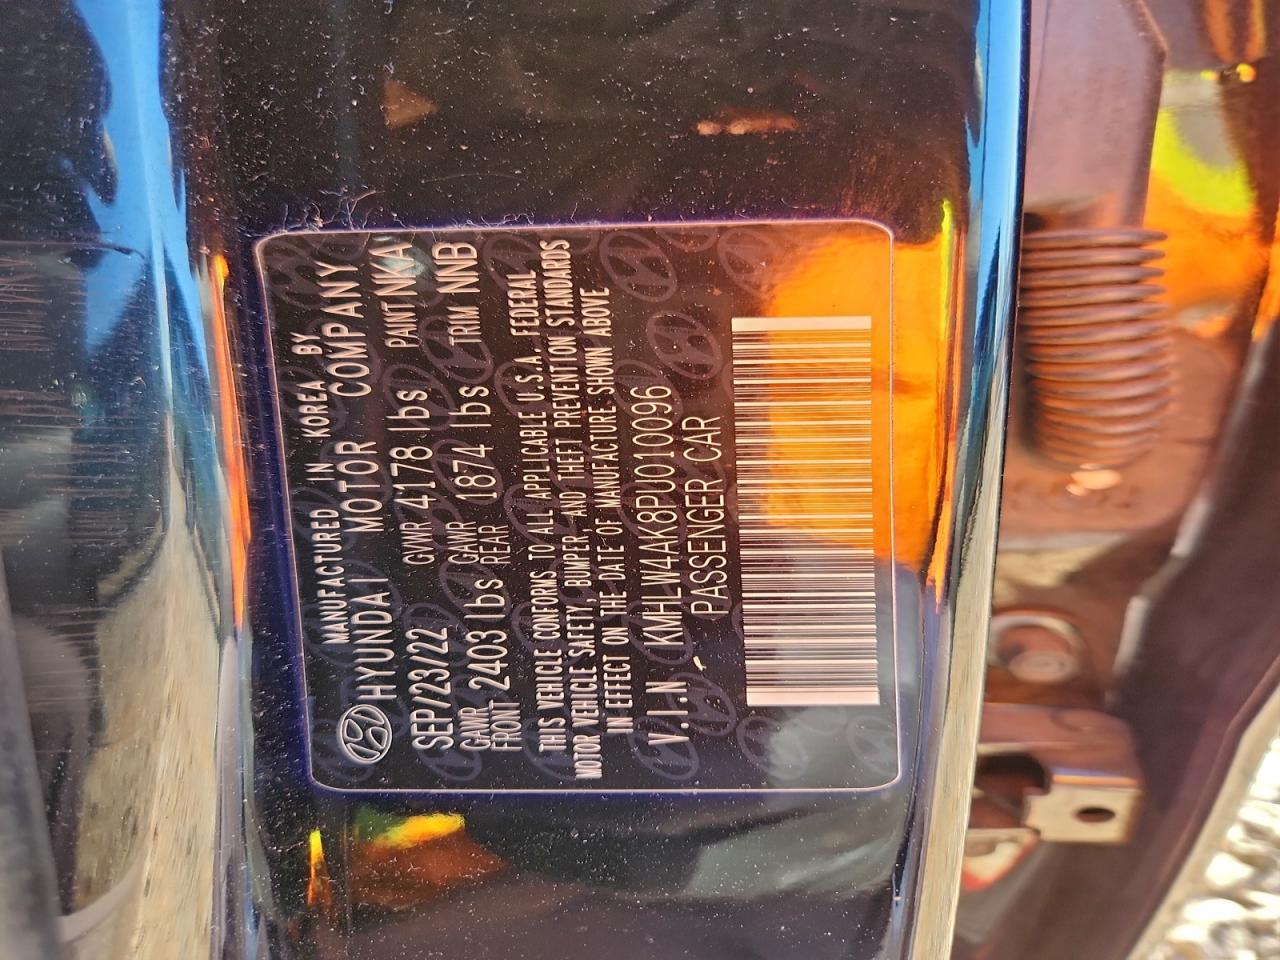 MANUFACTURED IN KOREA BY
HYUNDAI MOTOR COMPANY
SEP/23/22 GVWR 4178 lbs PAINT NKA
GAWR FRONT 2403 lbs GAWR REAR 1874 lbs TRIM NNB
THIS VEHICLE CONFORMS TO ALL APPLICABLE U.S.A. FEDERAL
MOTOR VEHICLE SAFETY, BUMPER, AND THEFT PREVENTION STANDARDS
IN EFFECT ON THE DATE OF MANUFACTURE SHOWN ABOVE
V.I.N KMHLW4AK8PU010096
PASSENGER CAR